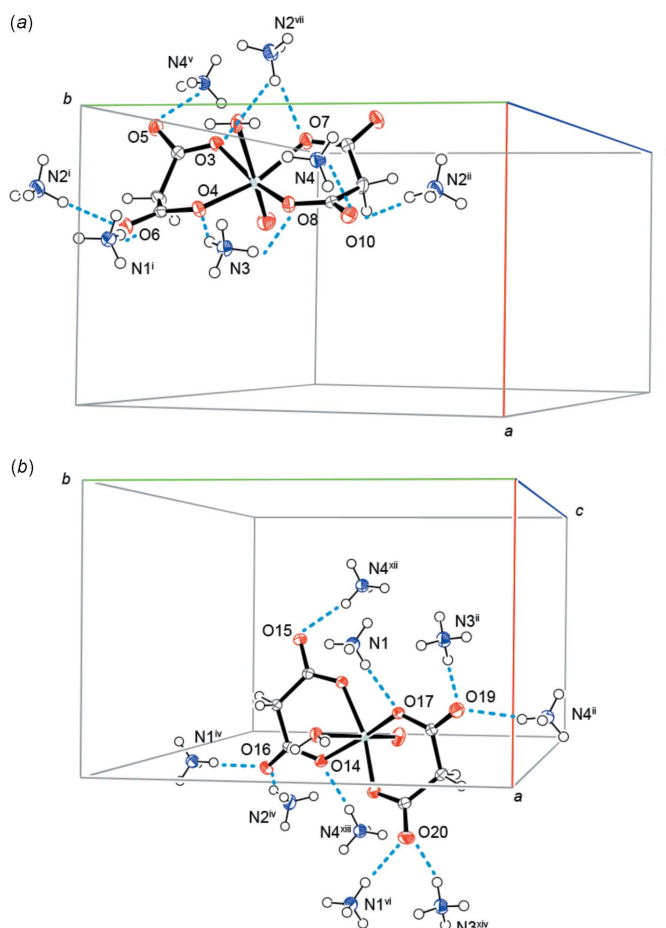 (a)
N2vii
N4v
b
O5
O3
O7
N4
N2i
O4
O8
N2ii
O10
O6
N3
N1i
a
(b)
b
c
N4xii
O15
N1
N3ii
O17
O19
N4ii
N1iv
O16
O14
a
N2iv
N4xiii
O20
N1vi
N3xiv